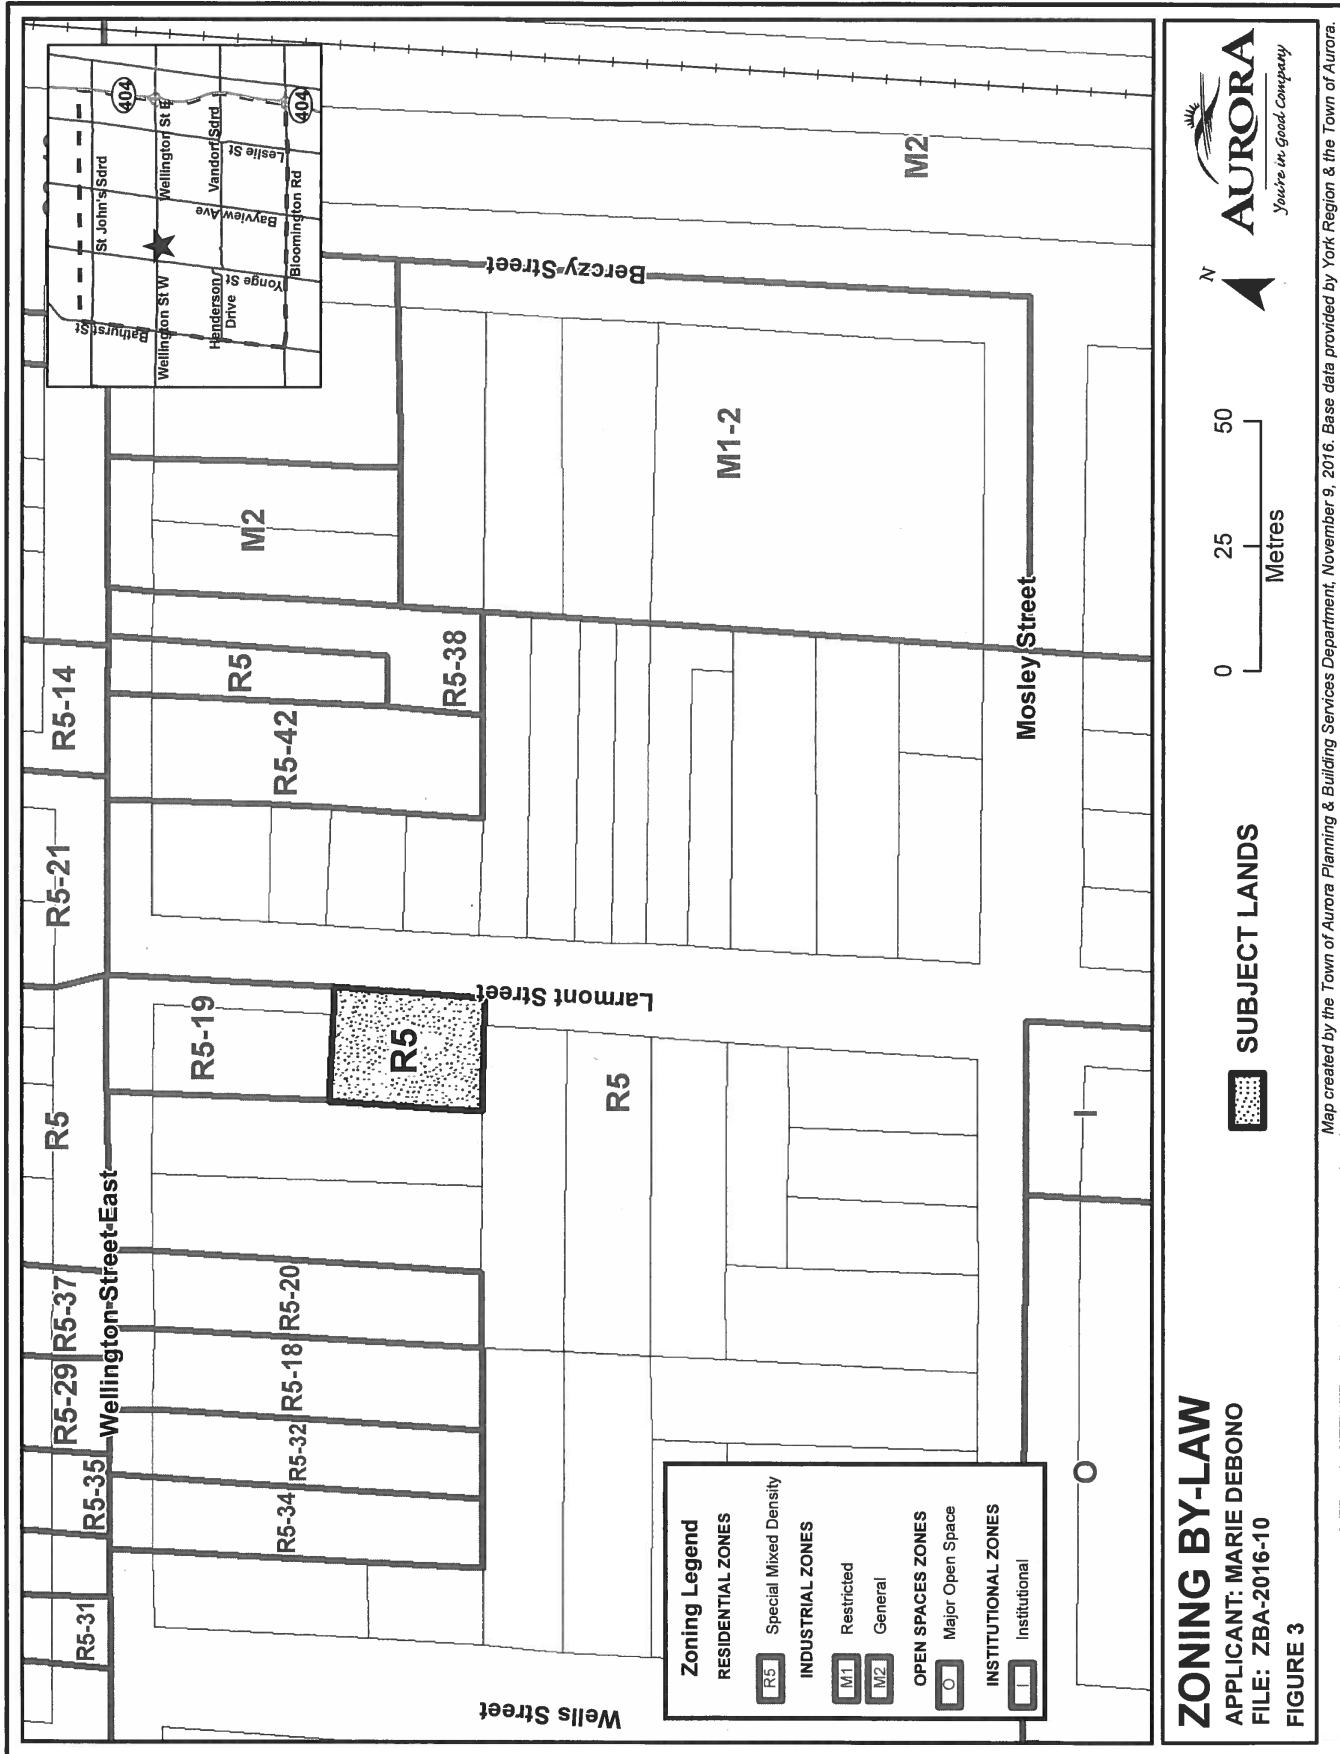 R5-31
R5-35
R5-29
R5-37
R5
R5-21
R5-14
Wellington Street East
R5-34
R5-32
R5-18
R5-20
R5-19
R5
R5-42
R5
R5-38
M2
M1-2
M2
R5
O
I
Wells Street
Larmont Street
Berczy Street
Mosley Street
St John's Sdrd
Wellington St W
Wellington St E
Vandorf Sdrd
Henderson
Drive
Bloomington Rd
Bathurst St
Yonge St
Bayview Ave
Leslie St
404
404
Zoning Legend
RESIDENTIAL ZONES
R5 Special Mixed Density
INDUSTRIAL ZONES
M1 Restricted
M2 General
OPEN SPACES ZONES
O Major Open Space
INSTITUTIONAL ZONES
I Institutional
ZONING BY-LAW
APPLICANT: MARIE DEBONO
FILE: ZBA-2016-10
FIGURE 3
SUBJECT LANDS
0 25 50
Metres
N
AURORA
You're in Good Company
Map created by the Town of Aurora Planning & Building Services Department, November 9, 2016. Base data provided by York Region & the Town of Aurora.